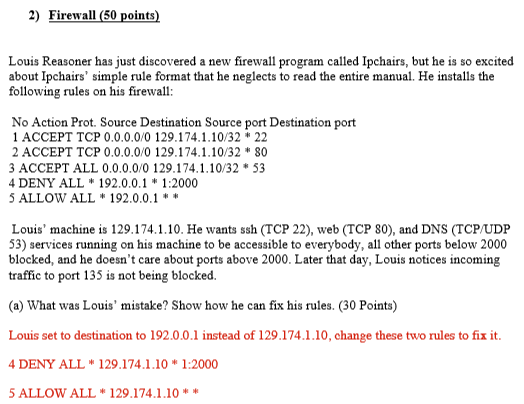 2) Firewall (50 points)
Louis Reasoner has just discovered a new firewall program called Ipchairs, but he is so excited
about Ipchairs’ simple rule format that he neglects to read the entire manual. He installs the
following rules on his firewall:
No Action Prot. Source Destination Source port Destination port
1 ACCEPT TCP 0.0.0.0/0 129.174.1.10/32 * 22
2 ACCEPT TCP 0.0.0.0/0 129.174.1.10/32 * 80
3 ACCEPT ALL 0.0.0.0/0 129.174.1.10/32 * 53
4 DENY ALL * 192.0.0.1 * 1:2000
5 ALLOW ALL * 192.0.0.1 * *
Louis’ machine is 129.174.1.10. He wants ssh (TCP 22), web (TCP 80), and DNS (TCP/UDP
53) services running on his machine to be accessible to everybody, all other ports below 2000
blocked, and he doesn’t care about ports above 2000. Later that day, Louis notices incoming
traffic to port 135 is not being blocked.
(a) What was Louis’ mistake? Show how he can fix his rules. (30 Points)
Louis set to destination to 192.0.0.1 instead of 129.174.1.10, change these two rules to fix it.
4 DENY ALL * 129.174.1.10 * 1:2000
5 ALLOW ALL * 129.174.1.10 * *